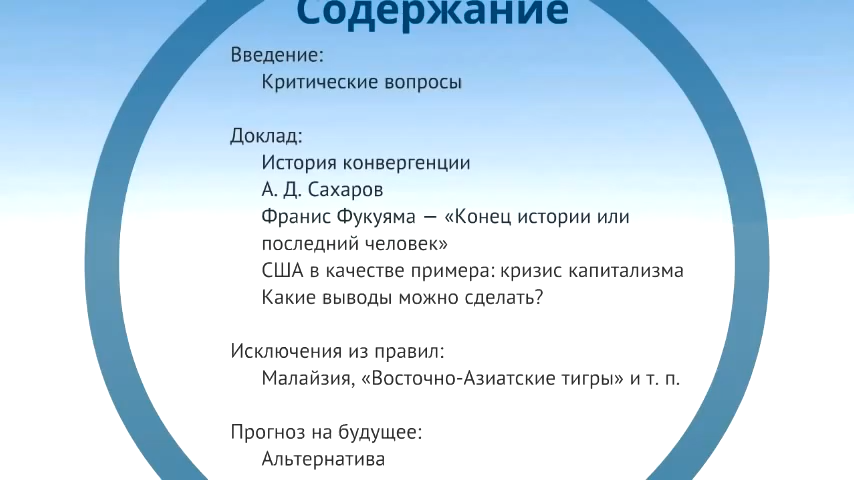 Содержание
Введение:
Критические вопросы
Доклад:
История конвергенции
А. Д. Сахаров
Франис Фукуяма — «Конец истории или
последний человек»
США в качестве примера: кризис капитализма
Какие выводы можно сделать?
Исключения из правил:
Малайзия, «Восточно-Азиатские тигры» и т. п.
Прогноз на будущее:
Альтернатива